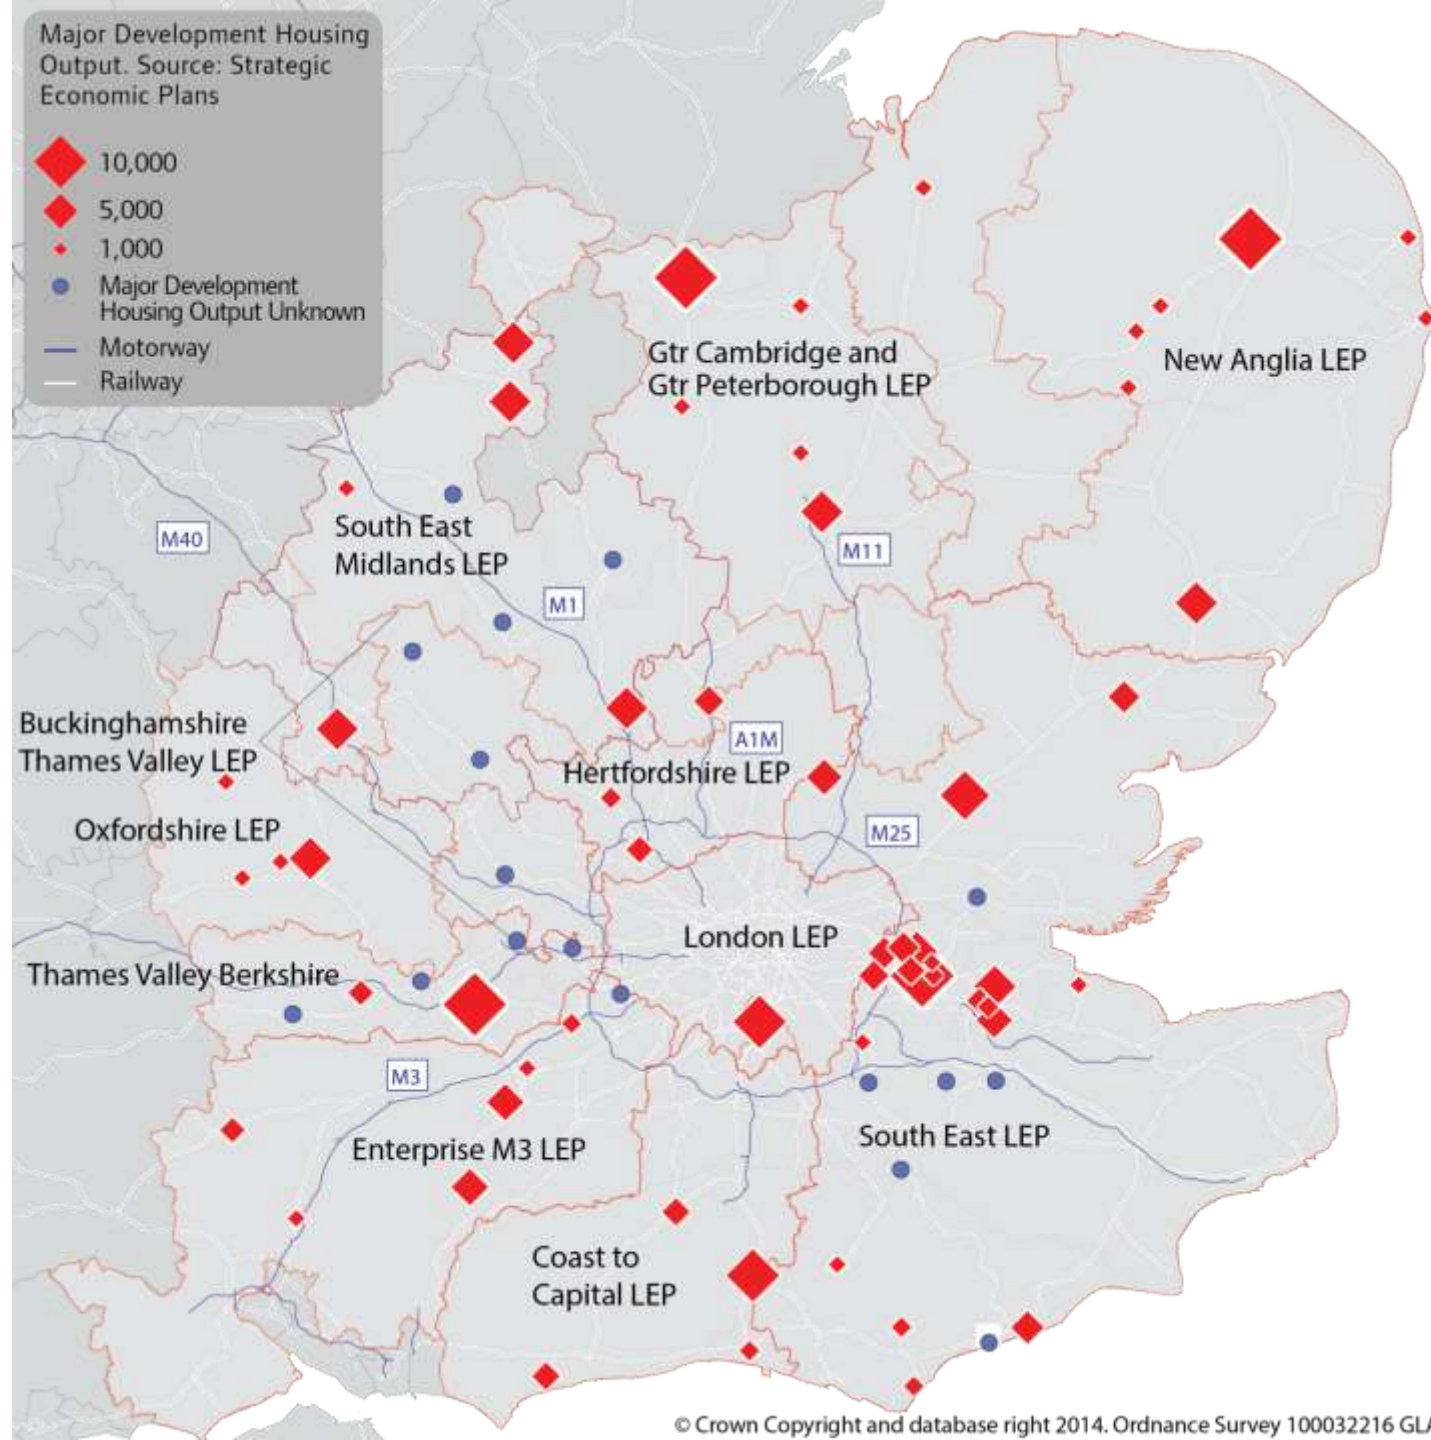 Major Development Housing
Output. Source: Strategic
Economic Plans
10,000
5,000
1,000
Major Development
Housing Output Unknown
Motorway
Railway
Gtr Cambridge and
Gtr Peterborough LEP
New Anglia LEP
South East
Midlands LEP
M40
M11
M1
Buckinghamshire
Thames Valley LEP
A1M
Hertfordshire LEP
Oxfordshire LEP
M25
London LEP
Thames Valley Berkshire
M3
Enterprise M3 LEP
South East LEP
Coast to
Capital LEP
© Crown Copyright and database right 2014. Ordnance Survey 100032216 GLA